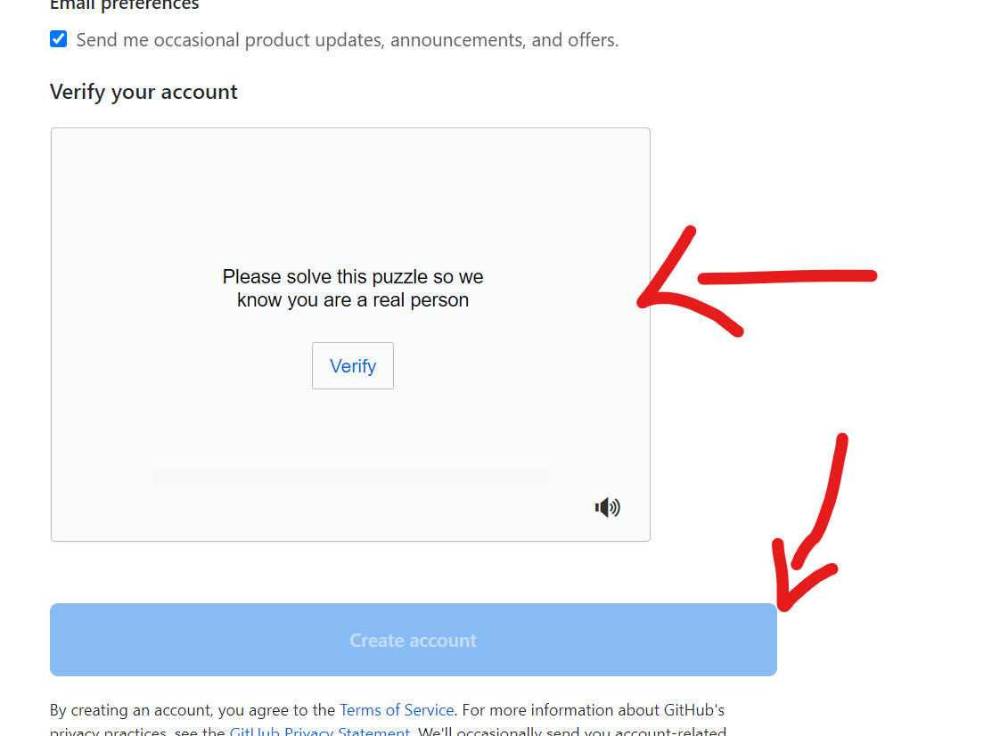 Email preferences
Send me occasional product updates, announcements, and offers.
Verify your account
Please solve this puzzle so we
know you are a real person
Verify
Create account
By creating an account, you agree to the Terms of Service. For more information about GitHub's
privacy practices, see the GitHub Privacy Statement. We'll occasionally send you account-related